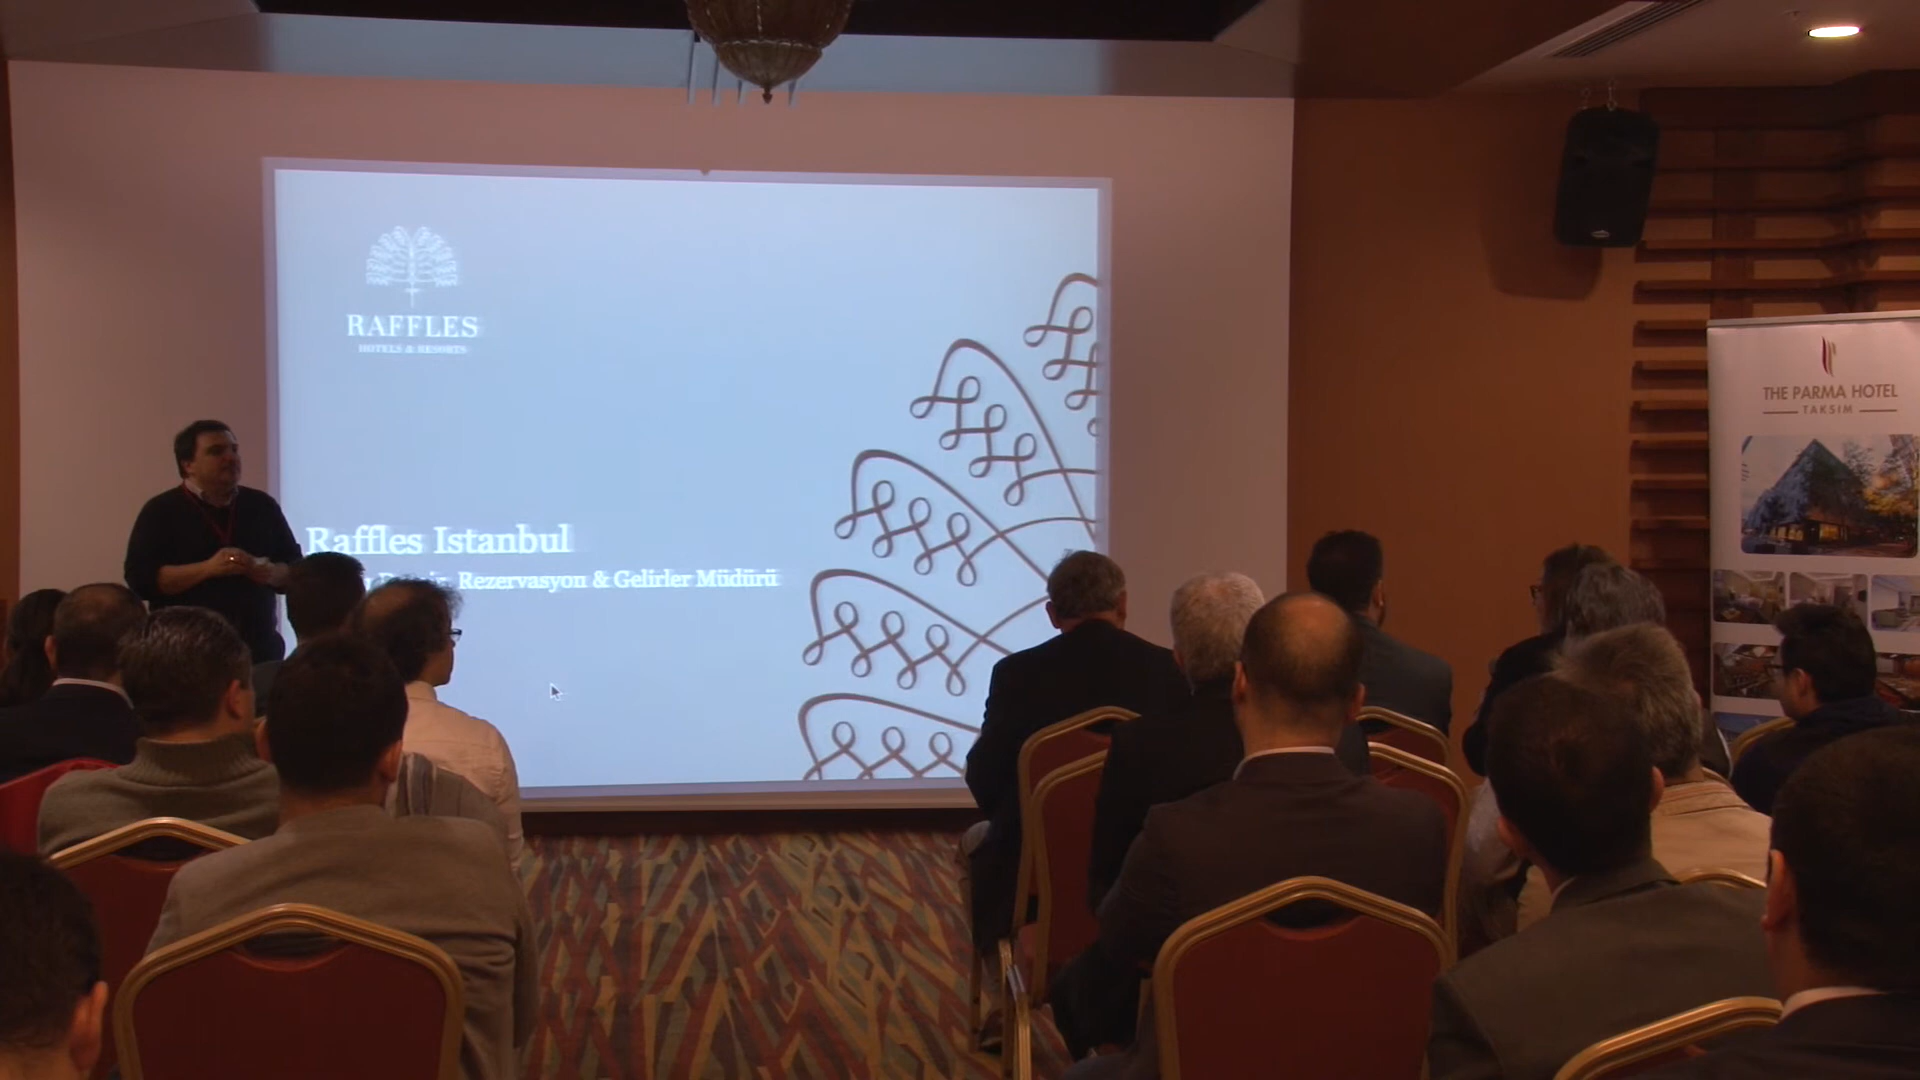 RAFFLES
HOTELS & RESORTS
Raffles Istanbul
Rezervasyon & Gelirler Müdürü
THE PARMA HOTEL
TAKSIM